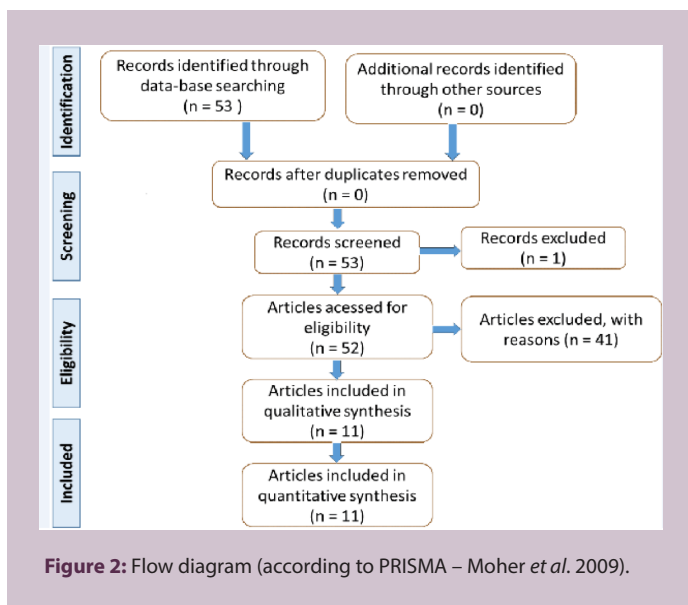 Identification
Records identified through
data-base searching
(n = 53 )
Additional records identified
through other sources
(n = 0)
Records after duplicates removed
(n = 0)
Screening
Records screened
(n = 53)
Records excluded
(n = 1)
Eligibility
Articles acessed for
eligibility
(n = 52)
Articles excluded, with
reasons (n = 41)
Articles included in
qualitative synthesis
(n = 11)
Included
Articles included in
quantitative synthesis
(n = 11)
Figure 2: Flow diagram (according to PRISMA – Moher et al. 2009).